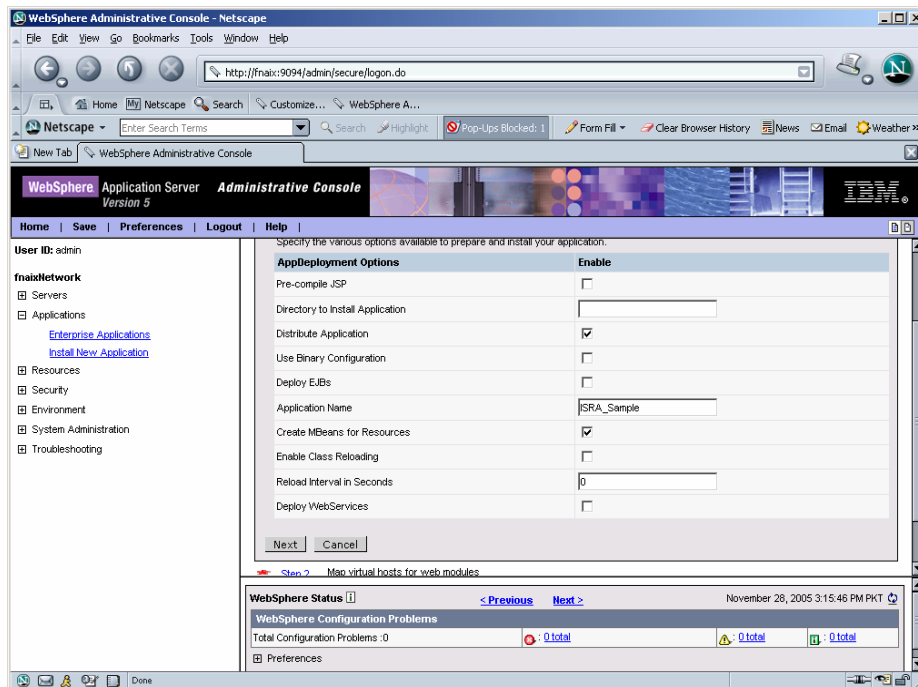 WebSphere Administrative Console - Netscape
File Edit View Go Bookmarks Tools Window Help
http://fnaix:9094/admin/secure/logon.do
Home My Netscape Search Customize... WebSphere A...
Netscape Enter Search Terms Search Highlight Pop-Ups Blocked: 1 Form Fill Clear Browser History News Email Weather
New Tab WebSphere Administrative Console
WebSphere Application Server Administrative Console
Version 5
IBM
Home | Save | Preferences | Logout | Help |
User ID: admin
fnaixNetwork
Servers
Applications
Enterprise Applications
Install New Application
Resources
Security
Environment
System Administration
Troubleshooting
Specify the various options available to prepare and install your application.
AppDeployment Options Enable
Pre-compile JSP
Directory to Install Application
Distribute Application
Use Binary Configuration
Deploy EJBs
Application Name ISRA_Sample
Create MBeans for Resources
Enable Class Reloading
Reload Interval in Seconds 0
Deploy WebServices
Next Cancel
Step 2 Map virtual hosts for web modules
WebSphere Status < Previous Next > November 28, 2005 3:15:46 PM PKT
WebSphere Configuration Problems
Total Configuration Problems :0 : 0 total : 0 total : 0 total
Preferences
Done